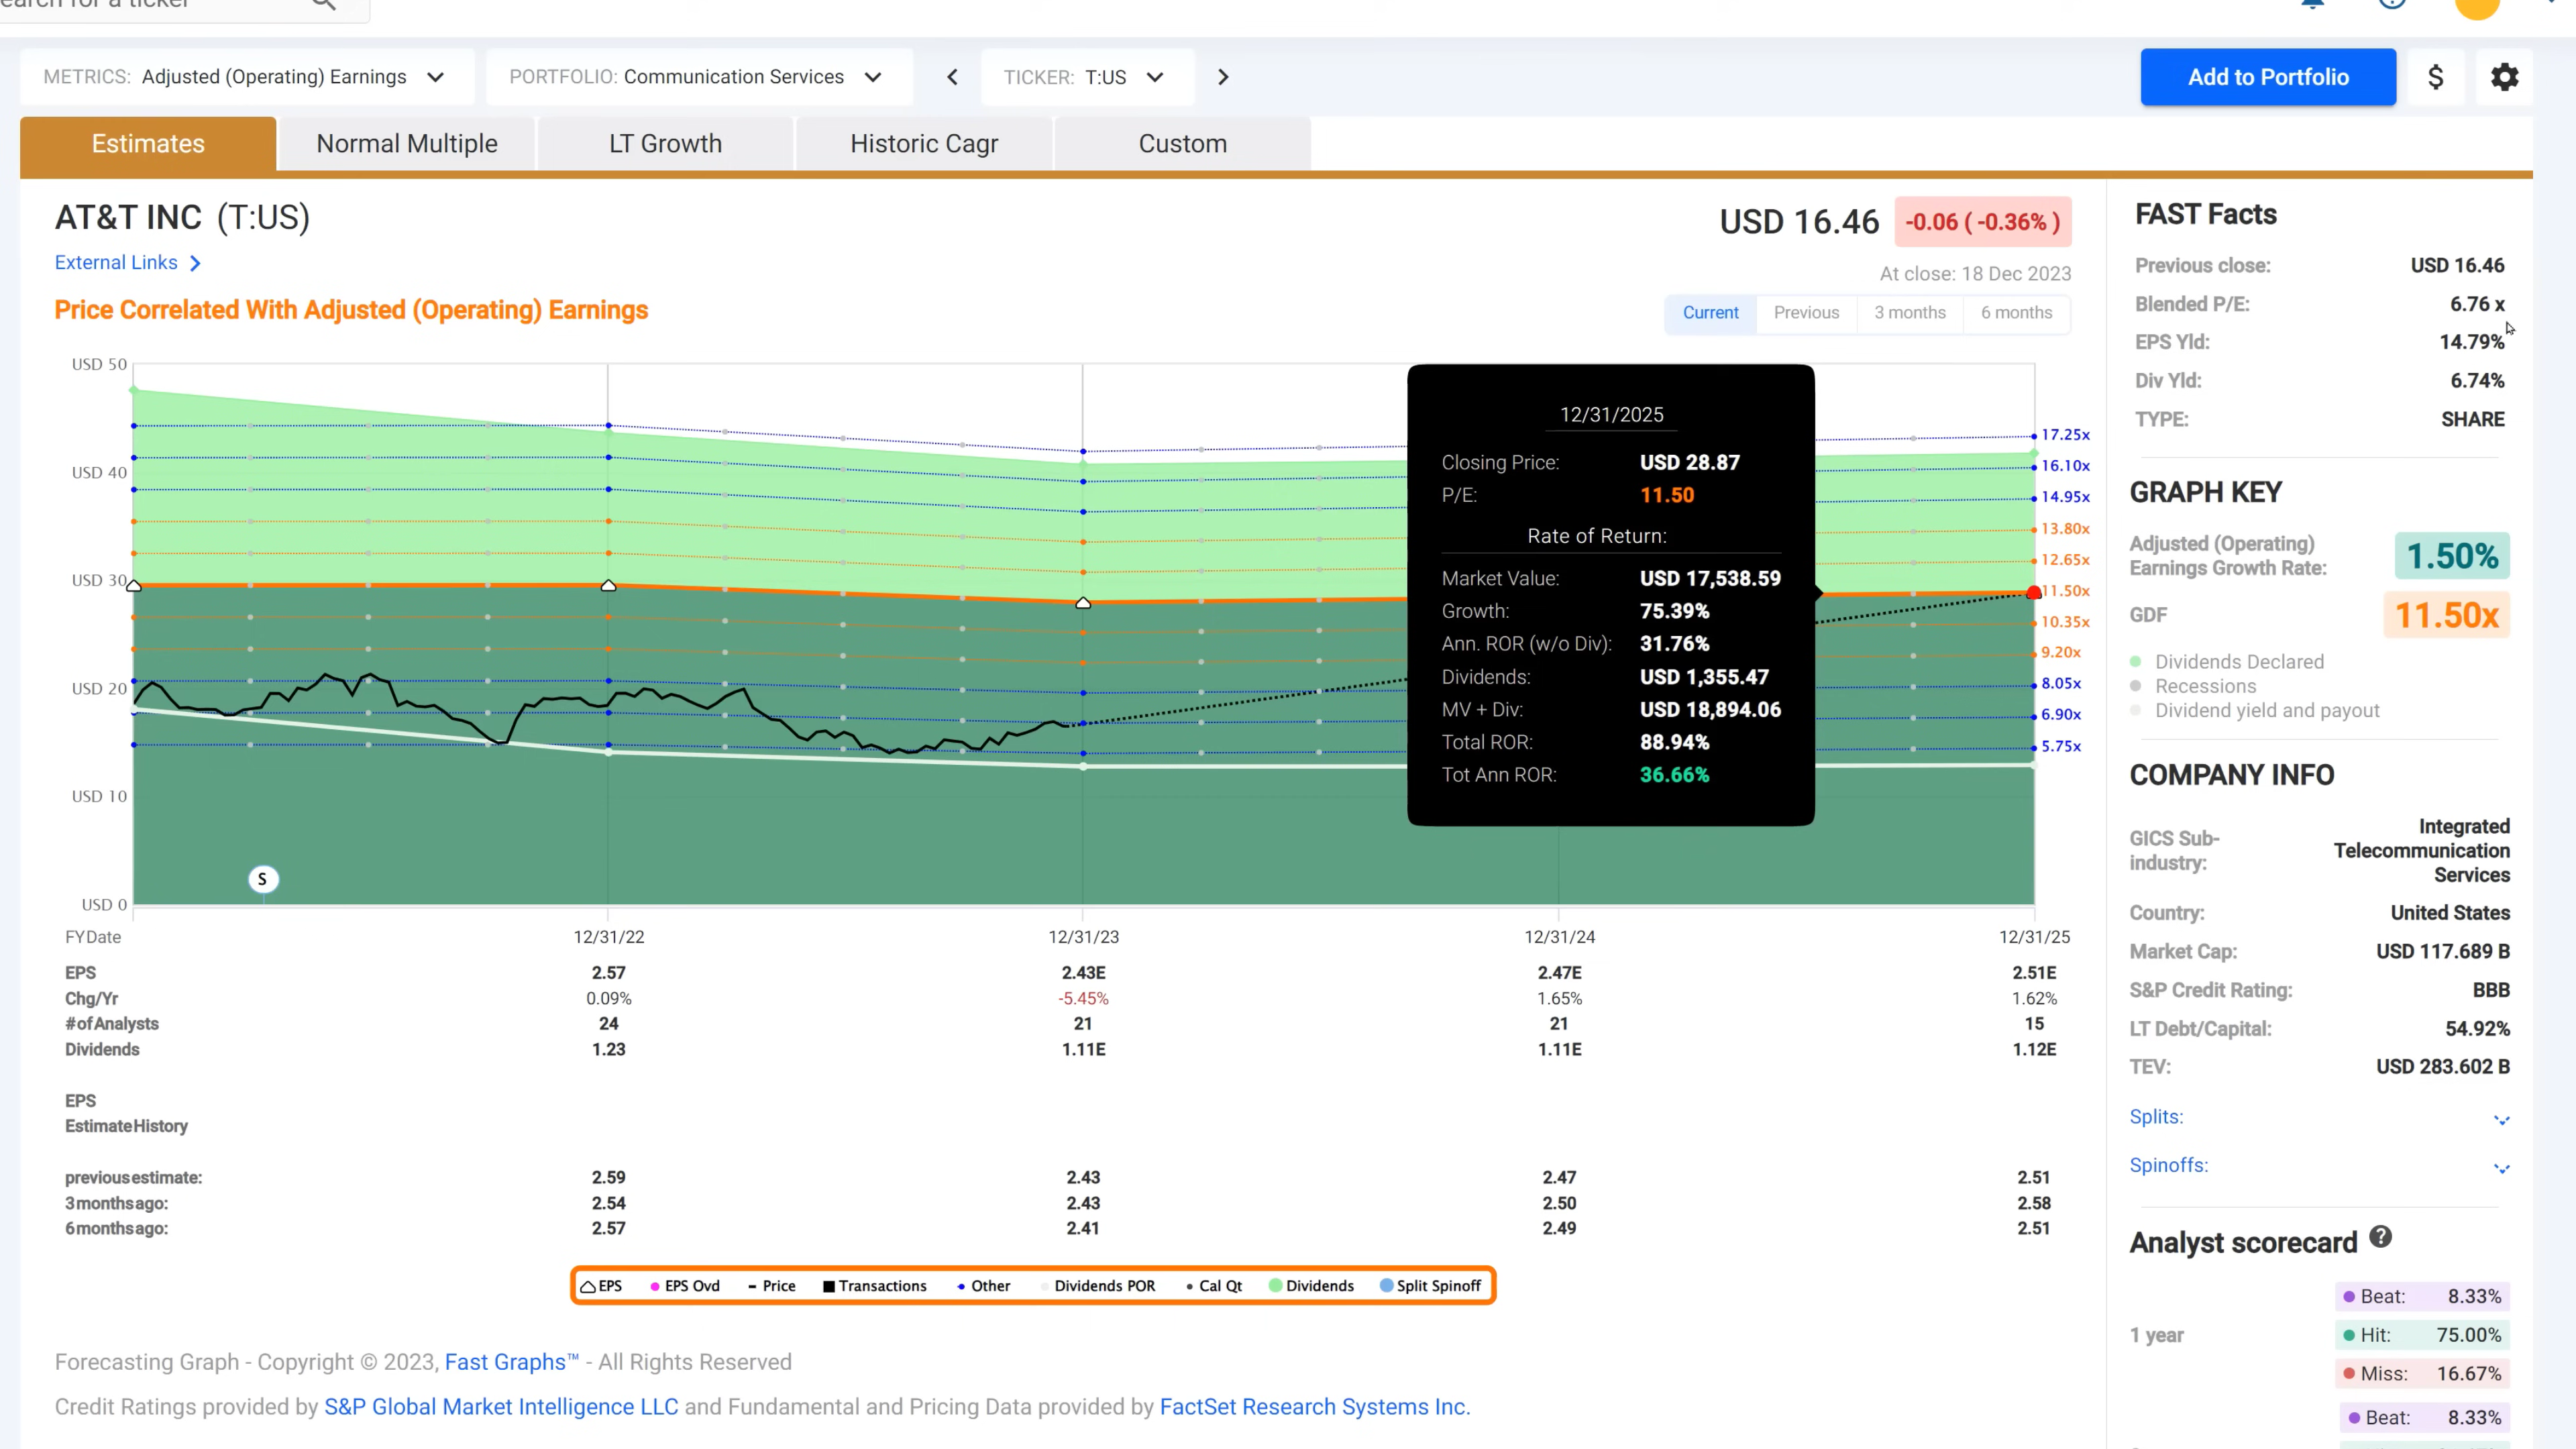 earch for a ticker
METRICS: Adjusted (Operating) Earnings
PORTFOLIO: Communication Services
TICKER: T:US
Add to Portfolio
$
Estimates
Normal Multiple
LT Growth
Historic Cagr
Custom
AT&T INC (T:US)
USD 16.46
-0.06 ( -0.36% )
External Links
At close: 18 Dec 2023
Price Correlated With Adjusted (Operating) Earnings
Current
Previous
3 months
6 months
USD 50
USD 40
USD 30
USD 20
USD 10
USD 0
12/31/2025
Closing Price: USD 28.87
P/E: 11.50
Rate of Return:
Market Value: USD 17,538.59
Growth: 75.39%
Ann. ROR (w/o Div): 31.76%
Dividends: USD 1,355.47
MV + Div: USD 18,894.06
Total ROR: 88.94%
Tot Ann ROR: 36.66%
17.25x
16.10x
14.95x
13.80x
12.65x
11.50x
10.35x
9.20x
8.05x
6.90x
5.75x
S
FY Date 12/31/22 12/31/23 12/31/24 12/31/25
EPS 2.57 2.43E 2.47E 2.51E
Chg/Yr 0.09% -5.45% 1.65% 1.62%
# of Analysts 24 21 21 15
Dividends 1.23 1.11E 1.11E 1.12E
EPS
Estimate History
previous estimate: 2.59 2.43 2.47 2.51
3 months ago: 2.54 2.43 2.50 2.58
6 months ago: 2.57 2.41 2.49 2.51
EPS EPS Ovd Price Transactions Other Dividends POR Cal Qt Dividends Split Spinoff
Forecasting Graph - Copyright © 2023, Fast Graphs™ - All Rights Reserved
Credit Ratings provided by S&P Global Market Intelligence LLC and Fundamental and Pricing Data provided by FactSet Research Systems Inc.
FAST Facts
Previous close: USD 16.46
Blended P/E: 6.76 x
EPS Yld: 14.79%
Div Yld: 6.74%
TYPE: SHARE
GRAPH KEY
Adjusted (Operating)
Earnings Growth Rate: 1.50%
GDF 11.50x
Dividends Declared
Recessions
Dividend yield and payout
COMPANY INFO
GICS Sub-
industry:
Integrated
Telecommunication
Services
Country: United States
Market Cap: USD 117.689 B
S&P Credit Rating: BBB
LT Debt/Capital: 54.92%
TEV: USD 283.602 B
Splits:
Spinoffs:
Analyst scorecard ?
1 year
Beat: 8.33%
Hit: 75.00%
Miss: 16.67%
Beat: 8.33%